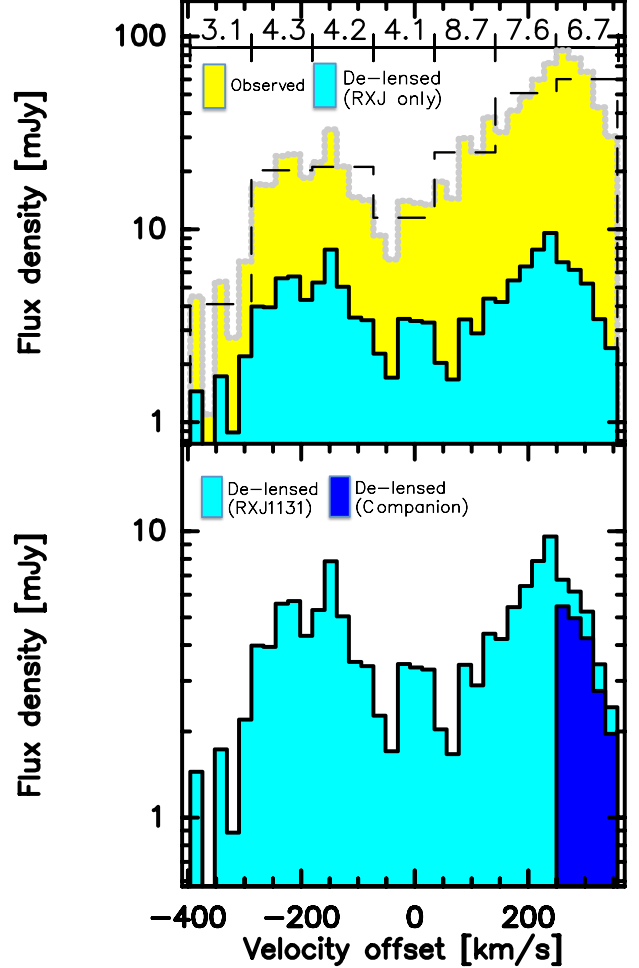 3.1 4.3 4.2 4.1 8.7 7.6 6.7
100
Observed
De-lensed
(RXJ only)
Flux density [mJy]
10
1
De-lensed
(RXJ1131)
De-lensed
(Companion)
10
Flux density [mJy]
1
−400 −200 0 200
Velocity offset [km/s]